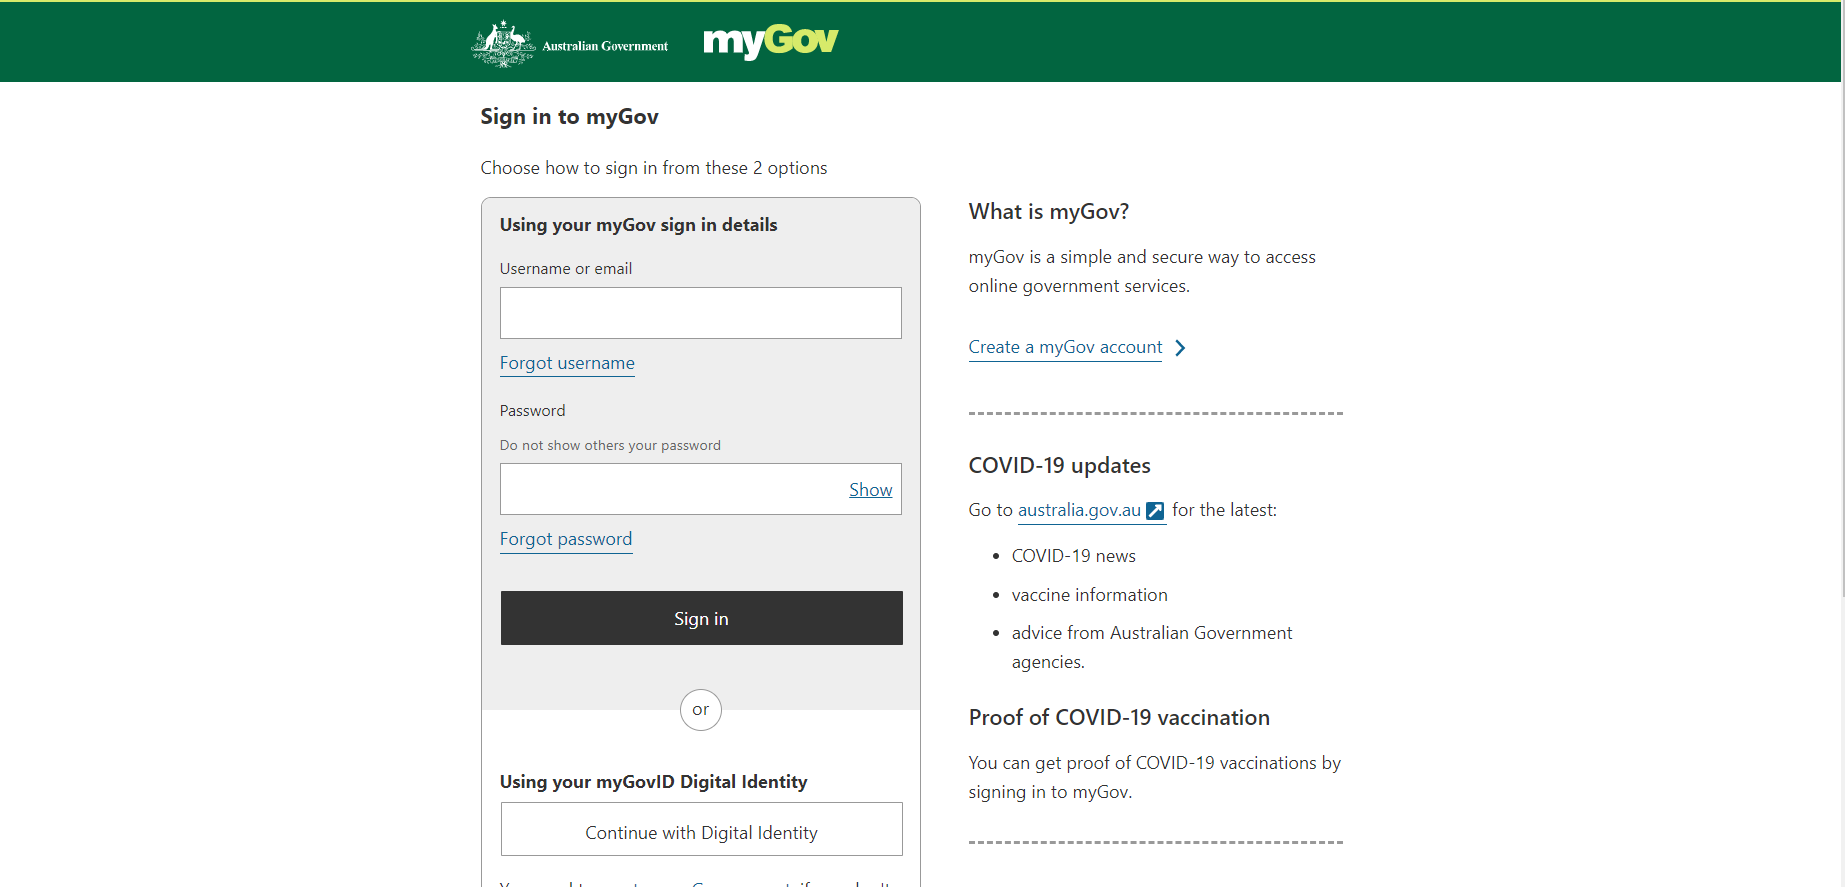 Australian Government
myGov
Sign in to myGov
Choose how to sign in from these 2 options
Using your myGov sign in details
Username or email
Forgot username
Password
Do not show others your password
Show
Forgot password
Sign in
or
Using your myGovID Digital Identity
Continue with Digital Identity
What is myGov?
myGov is a simple and secure way to access
online government services.
Create a myGov account
COVID-19 updates
Go to australia.gov.au for the latest:
• COVID-19 news
• vaccine information
• advice from Australian Government
agencies.
Proof of COVID-19 vaccination
You can get proof of COVID-19 vaccinations by
signing in to myGov.